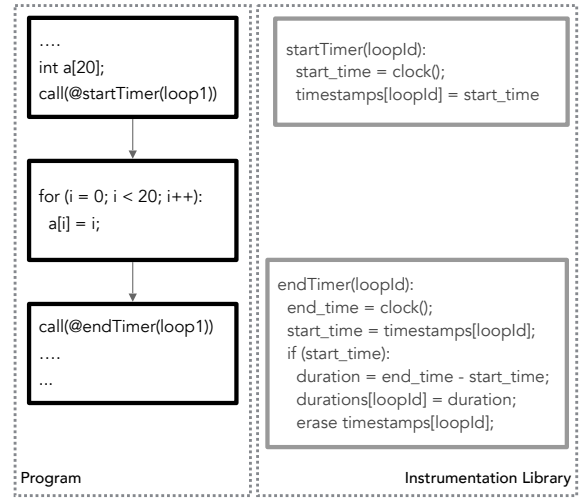 ....
int a[20];
call(@startTimer(loop1))
for (i = 0; i < 20; i++):
a[i] = i;
call(@endTimer(loop1))
....
...
Program
startTimer(loopId):
start_time = clock();
timestamps[loopId] = start_time
endTimer(loopId):
end_time = clock();
start_time = timestamps[loopId];
if (start_time):
duration = end_time - start_time;
durations[loopId] = duration;
erase timestamps[loopId];
Instrumentation Library